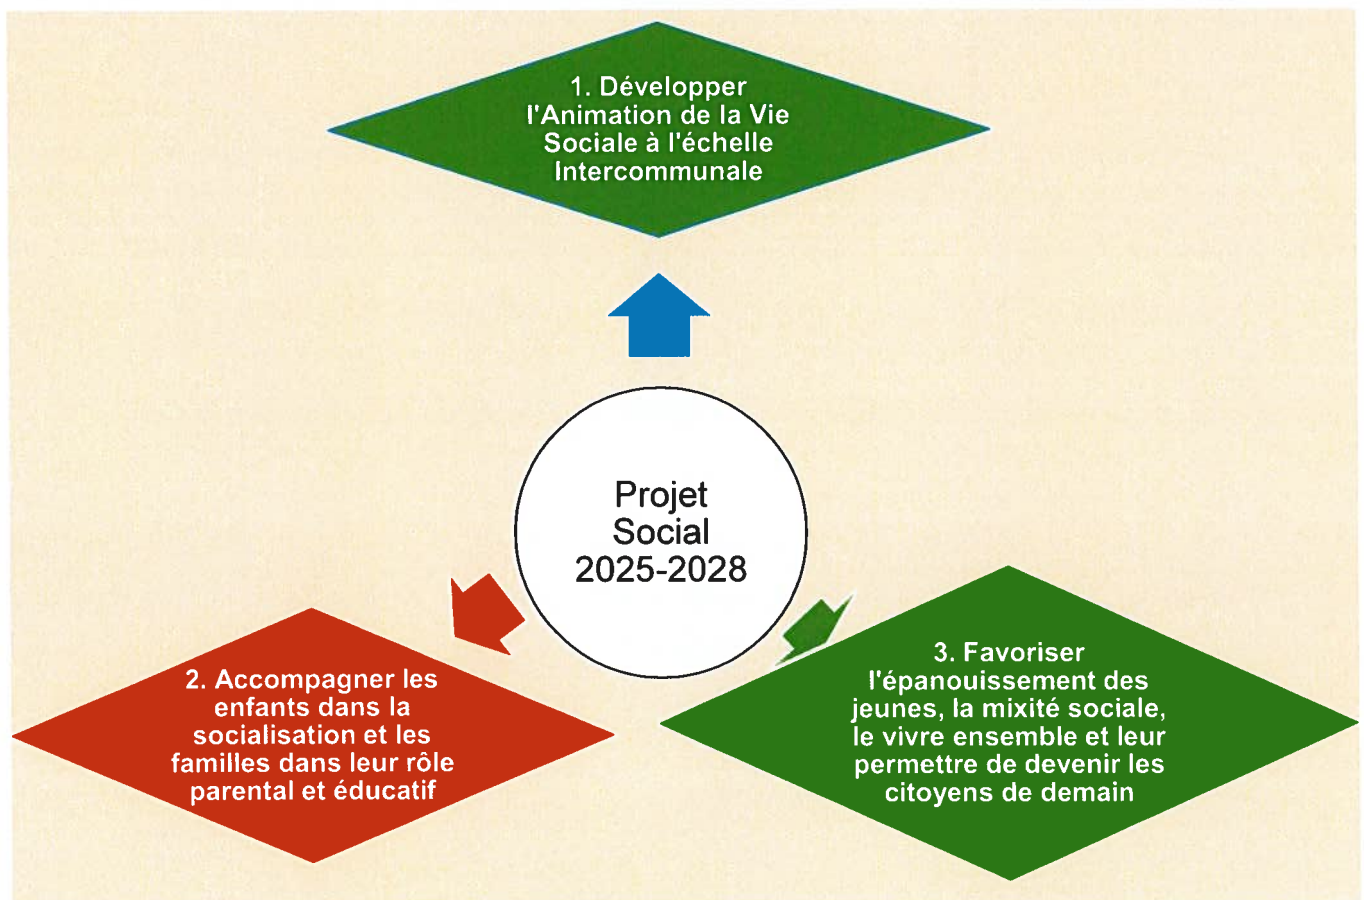 1. Développer
l'Animation de la Vie
Sociale à l'échelle
Intercommunale
Projet
Social
2025-2028
2. Accompagner les
enfants dans la
socialisation et les
familles dans leur rôle
parental et éducatif
3. Favoriser
l'épanouissement des
jeunes, la mixité sociale,
le vivre ensemble et leur
permettre de devenir les
citoyens de demain